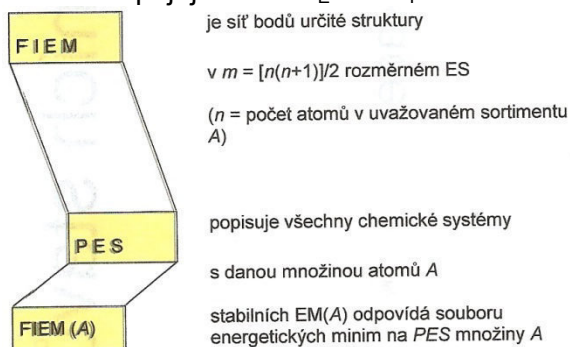 FIEM
je síť bodů určité struktury
v m = [n(n+1)]/2 rozměrném ES
(n = počet atomů v uvažovaném sortimentu
A)
PES
popisuje všechny chemické systémy
s danou množinou atomů A
FIEM (A)
stabilních EM(A) odpovídá souboru
energetických minim na PES množiny A